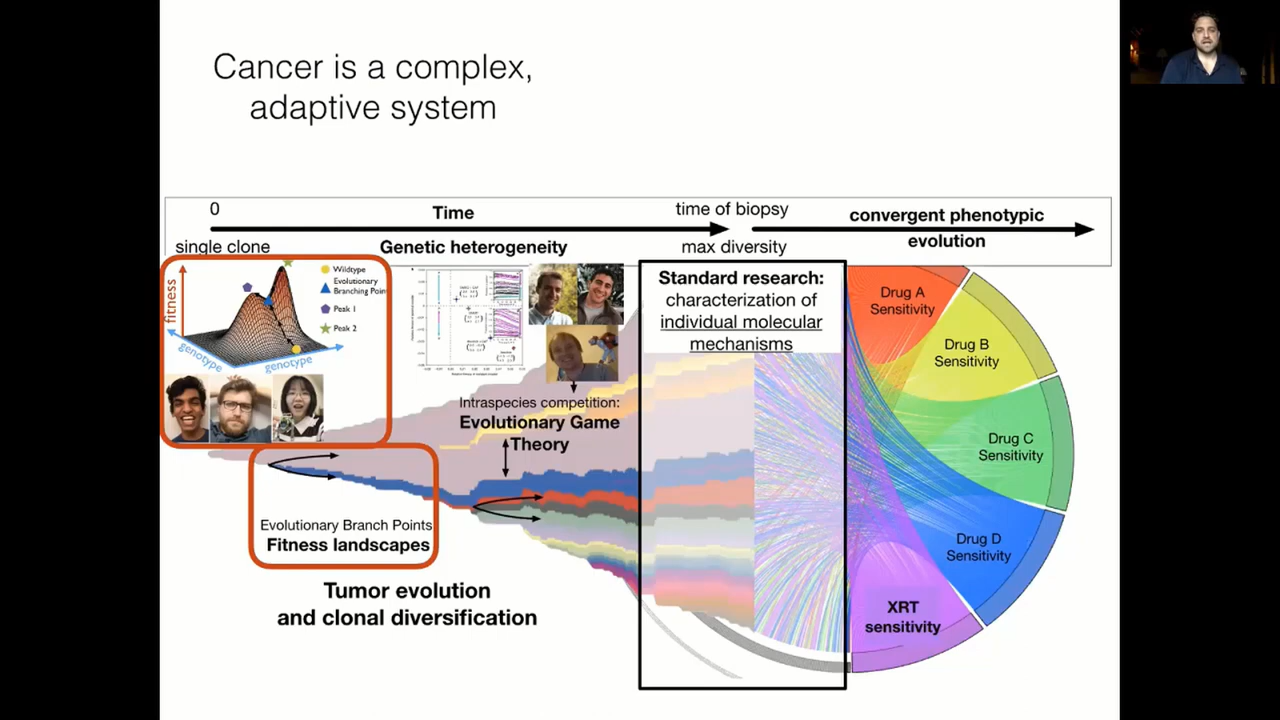 Cancer is a complex,
adaptive system
0
Time
time of biopsy
convergent phenotypic
evolution
single clone
Genetic heterogeneity
max diversity
fitness
genotype
genotype
Wildtype
Evolutionary
Branching Poin
Peak 1
Peak 2
Intraspecies competition:
Evolutionary Game
Theory
Standard research:
characterization of
individual molecular
mechanisms
Drug A
Sensitivity
Drug B
Sensitivity
Drug C
Sensitivity
Drug D
Sensitivity
XRT
sensitivity
Evolutionary Branch Points
Fitness landscapes
Tumor evolution
and clonal diversification